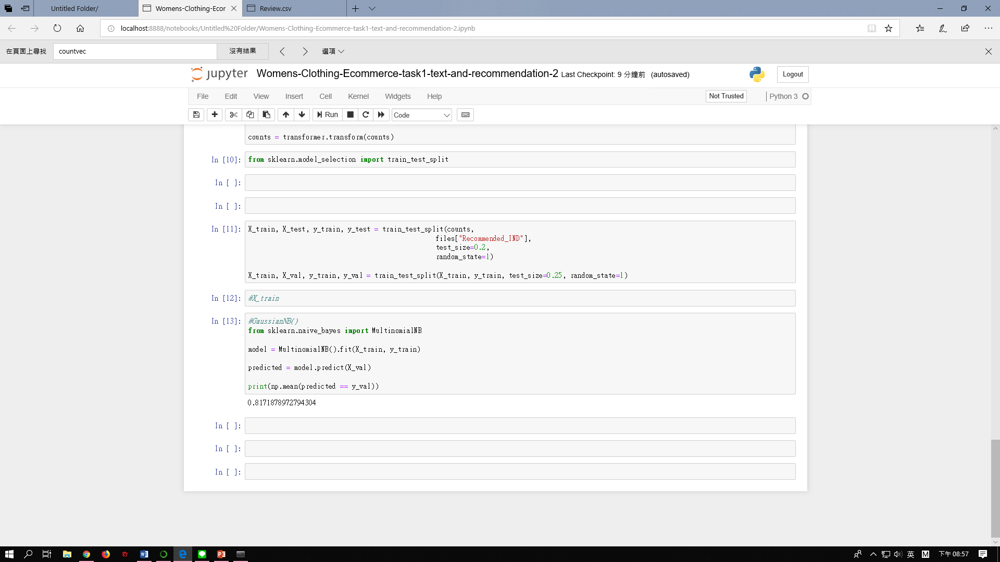 Untitled Folder/
Womens-Clothing-Ecor
Review.csv
localhost:8888/notebooks/Untitled%20Folder/Womens-Clothing-Ecommerce-task1-text-and-recommendation-2.ipynb
在頁面上尋找
countvec
沒有結果
選項
jupyter
Womens-Clothing-Ecommerce-task1-text-and-recommendation-2 Last Checkpoint: 9 分鐘前 (autosaved)
Logout
File Edit View Insert Cell Kernel Widgets Help
Not Trusted
Python 3
Run
Code
counts = transformer.transform(counts)
In [10]: from sklearn.model_selection import train_test_split
In [ ]:
In [ ]:
In [11]: X_train, X_test, y_train, y_test = train_test_split(counts,
files["Recommended_IND"],
test_size=0.2,
random_state=1)
X_train, X_val, y_train, y_val = train_test_split(X_train, y_train, test_size=0.25, random_state=1)
In [12]: #X_train
In [13]: #GaussianNB()
from sklearn.naive_bayes import MultinomialNB
model = MultinomialNB().fit(X_train, y_train)
predicted = model.predict(X_val)
print(np.mean(predicted == y_val))
0.8171878972794304
In [ ]:
In [ ]:
In [ ]:
英
M
下午 08:57